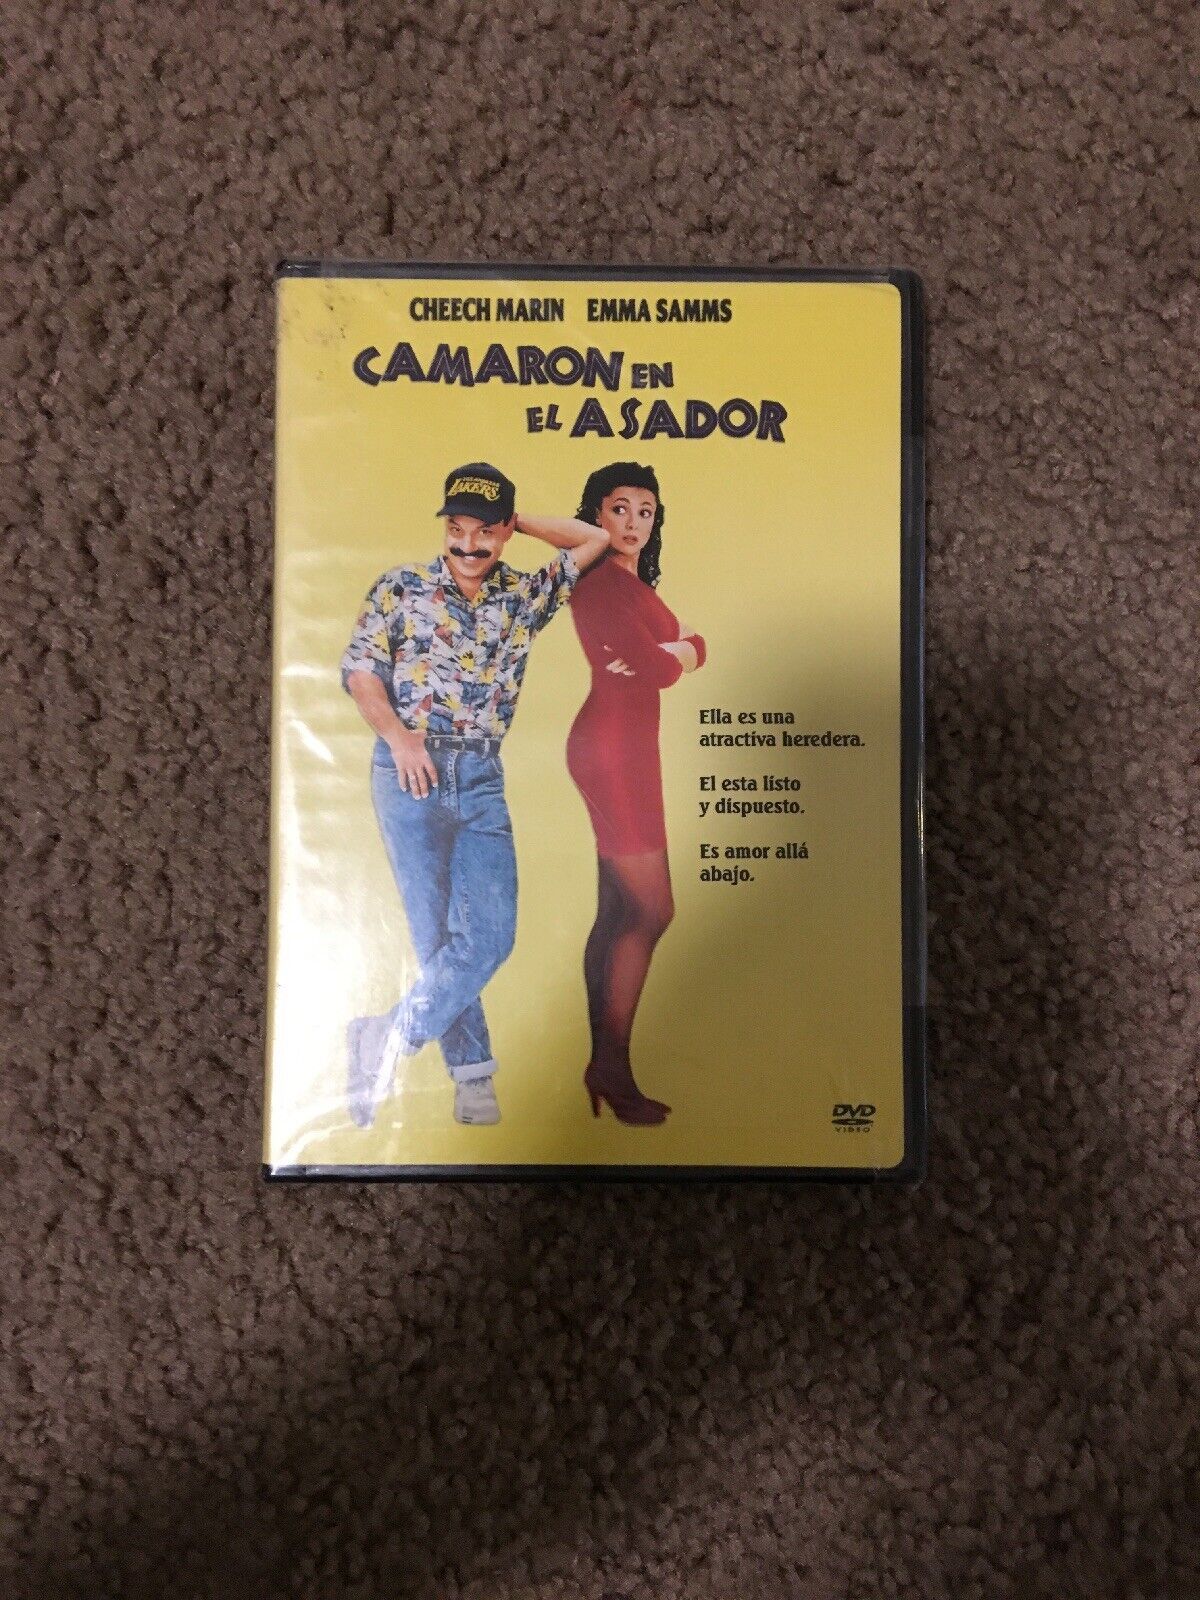 CHEECH MARIN EMMA SAMMS
CAMARON EN
EL ASADOR
LAKERS
Ella es una
atractiva heredera.
El esta listo
y dispuesto.
Es amor allá
abajo.
DVD
VIDEO